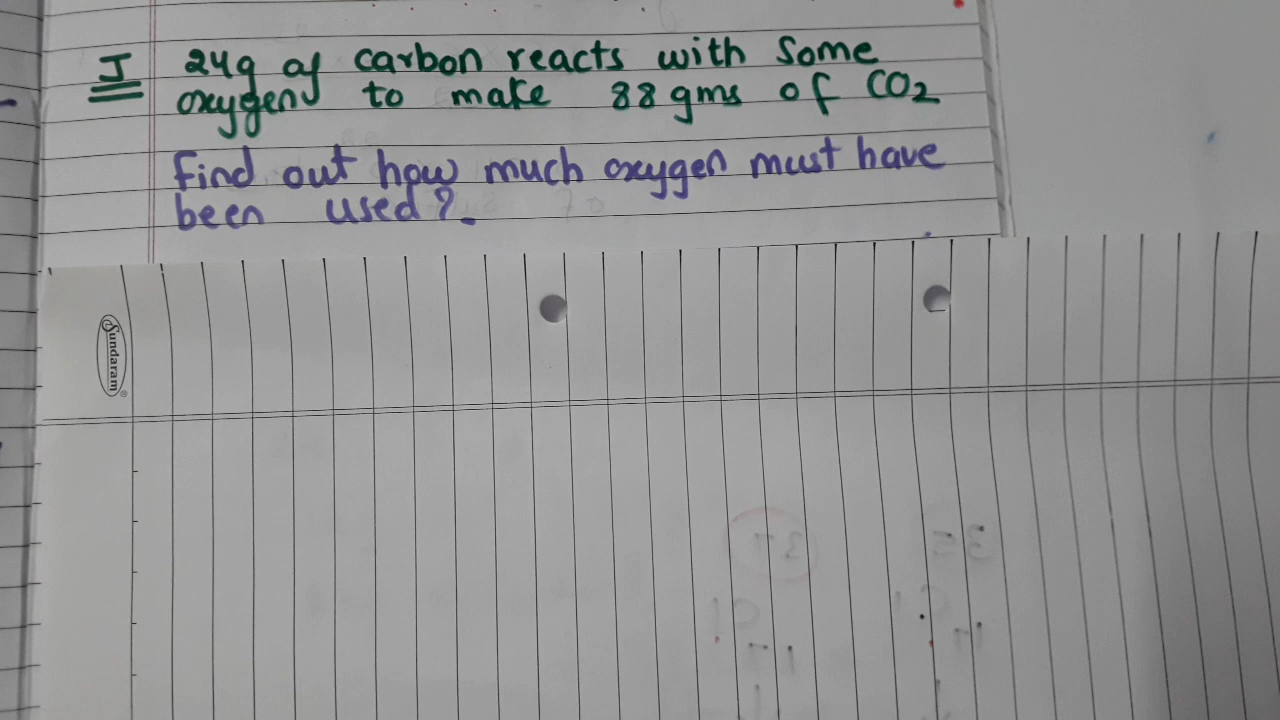 I 24g of carbon reacts with Some
oxygen to make 88 gms of CO2
Find out how much oxygen must have
been used?.
Sundaram®